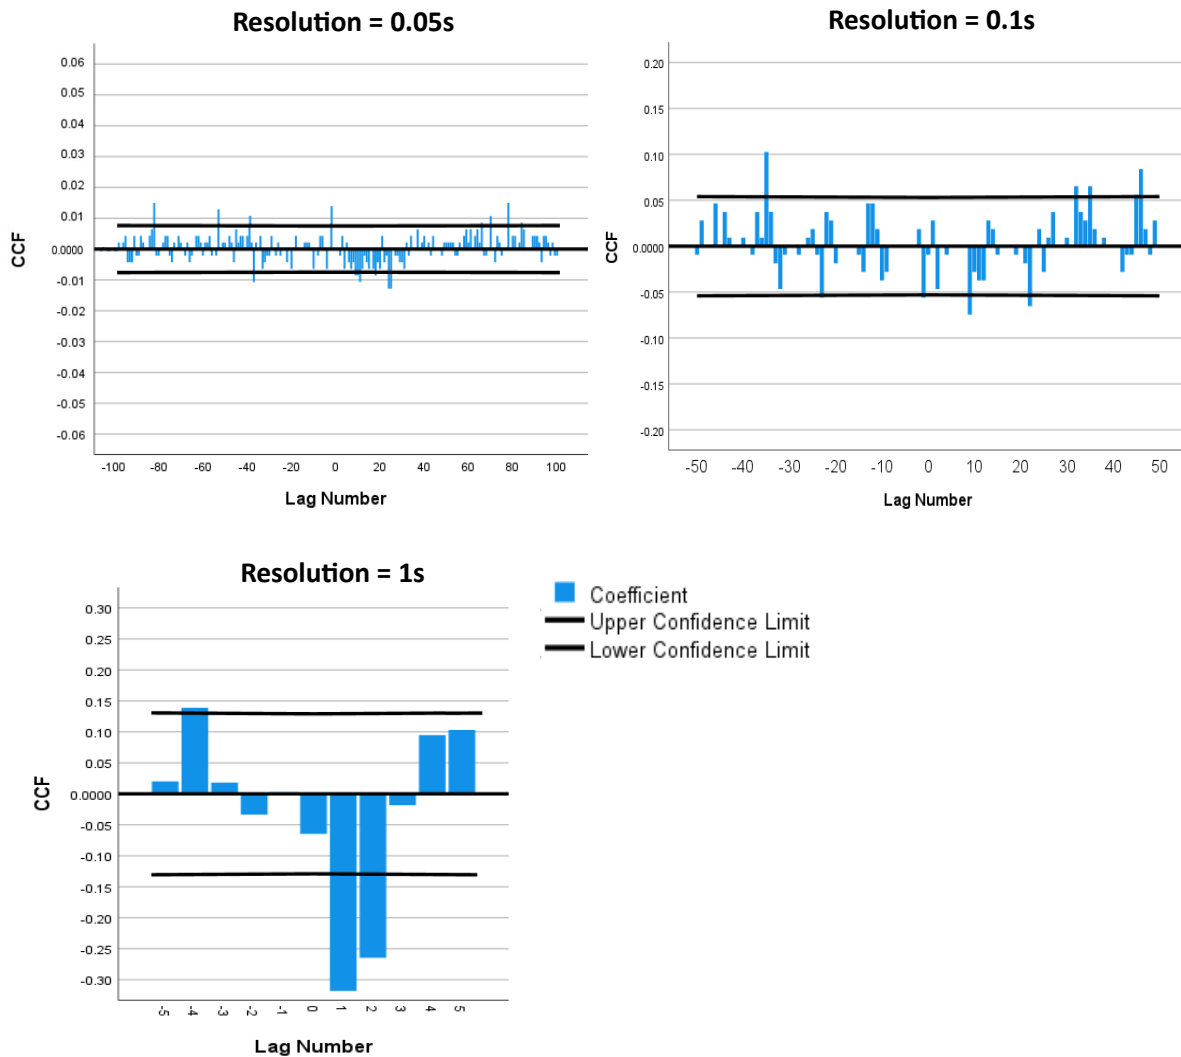 Resolution = 0.05s
0.06
0.05
0.04
0.03
0.02
0.01
0.0000
-0.01
-0.02
-0.03
-0.04
-0.05
-0.06
CCF
-100 -80 -60 -40 -20 0 20 40 60 80 100
Lag Number
Resolution = 0.1s
0.20
0.15
0.10
0.05
0.0000
-0.05
-0.10
-0.15
-0.20
CCF
-50 -40 -30 -20 -10 0 10 20 30 40 50
Lag Number
Resolution = 1s
0.30
0.25
0.20
0.15
0.10
0.05
0.0000
-0.05
-0.10
-0.15
-0.20
-0.25
-0.30
CCF
-5 -4 -3 -2 -1 0 1 2 3 4 5
Lag Number
Coefficient
Upper Confidence Limit
Lower Confidence Limit